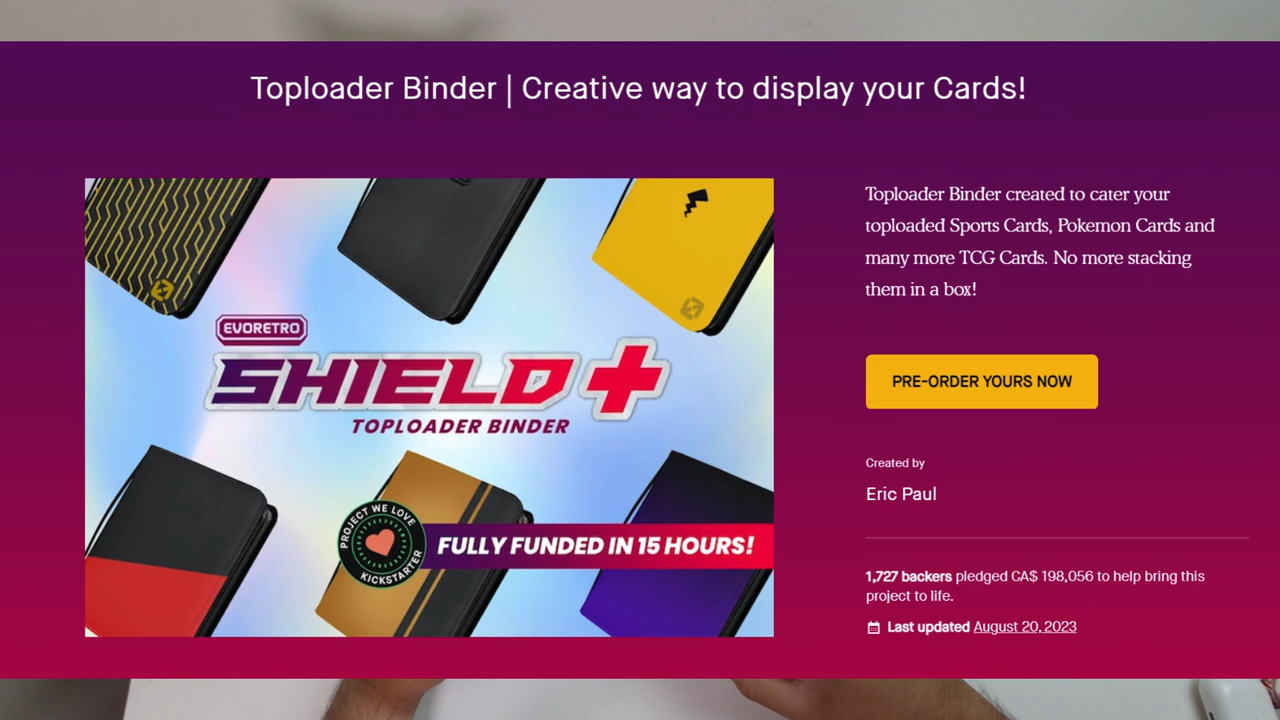 Toploader Binder | Creative way to display your Cards!
Toploader Binder created to cater your
toploaded Sports Cards, Pokemon Cards and
many more TCG Cards. No more stacking
them in a box!
PRE-ORDER YOURS NOW
Created by
Eric Paul
1,727 backers pledged CA$ 198,056 to help bring this
project to life.
Last updated August 20, 2023
EVORETRO
SHIELD+
TOPLOADER BINDER
PROJECT WE LOVE
KICKSTARTER
FULLY FUNDED IN 15 HOURS!